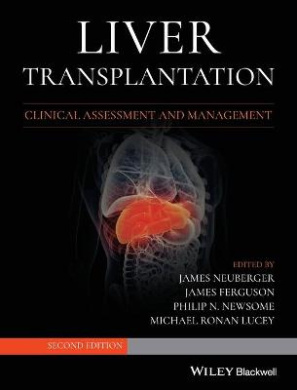 LIVER
TRANSPLANTATION
CLINICAL ASSESSMENT AND MANAGEMENT
EDITED BY
JAMES NEUBERGER
JAMES FERGUSON
PHILIP N. NEWSOME
MICHAEL RONAN LUCEY
SECOND EDITION
WILEY Blackwell